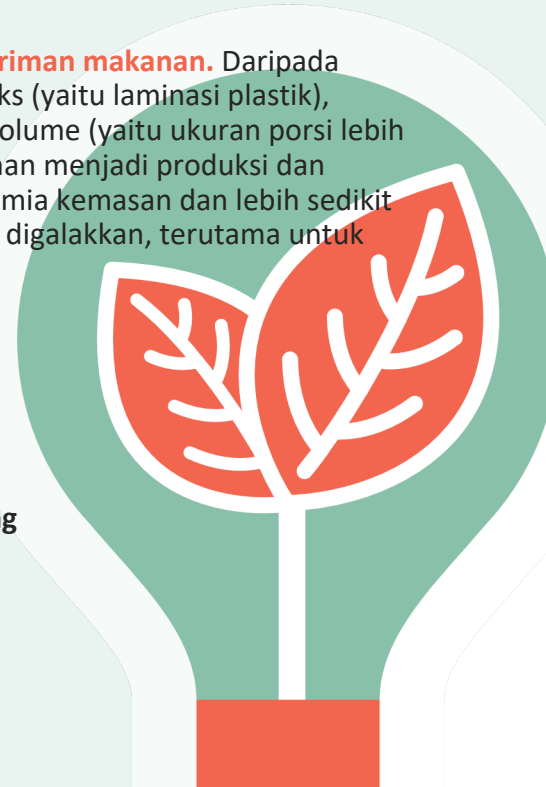 riman makanan. Daripada
ks (yaitu laminasi plastik),
olume (yaitu ukuran porsi lebih
nan menjadi produksi dan
mia kemasan dan lebih sedikit
digalakkan, terutama untuk
g